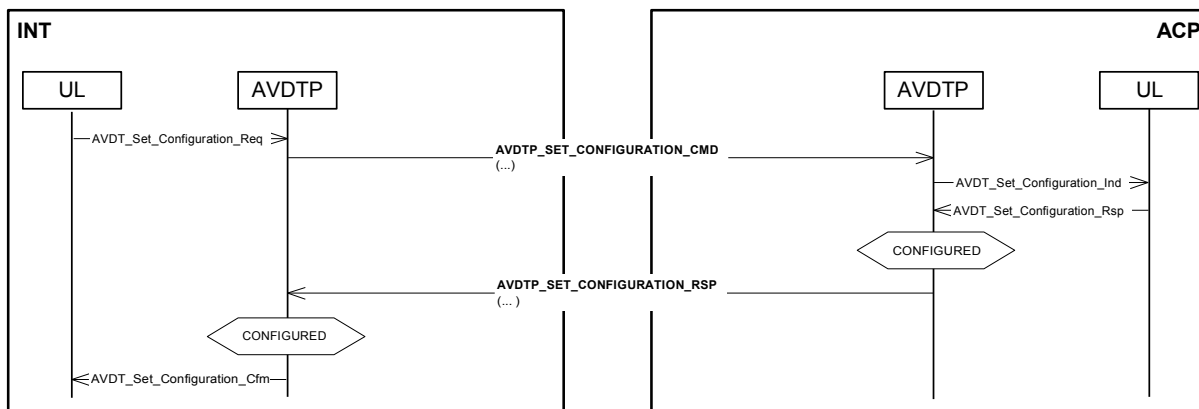 INT
ACP
UL
AVDTP
AVDTP
UL
AVDT_Set_Configuration_Req
AVDTP_SET_CONFIGURATION_CMD
(...)
AVDT_Set_Configuration_Ind
AVDT_Set_Configuration_Rsp
CONFIGURED
AVDTP_SET_CONFIGURATION_RSP
(... )
CONFIGURED
AVDT_Set_Configuration_Cfm